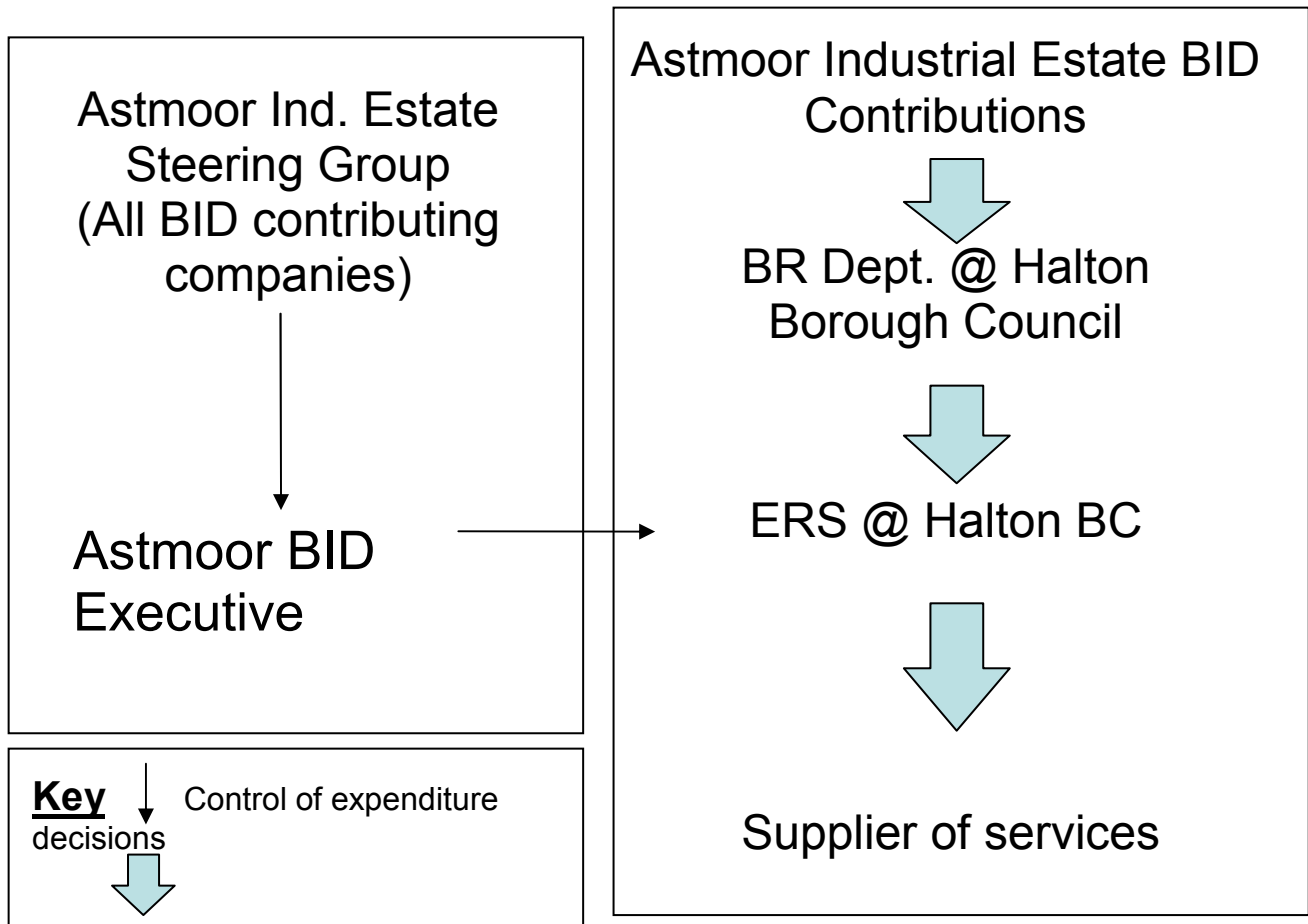 Astmoor Ind. Estate
Steering Group
(All BID contributing
companies)
Astmoor BID
Executive
Key Control of expenditure
decisions
Astmoor Industrial Estate BID
Contributions
BR Dept. @ Halton
Borough Council
ERS @ Halton BC
Supplier of services